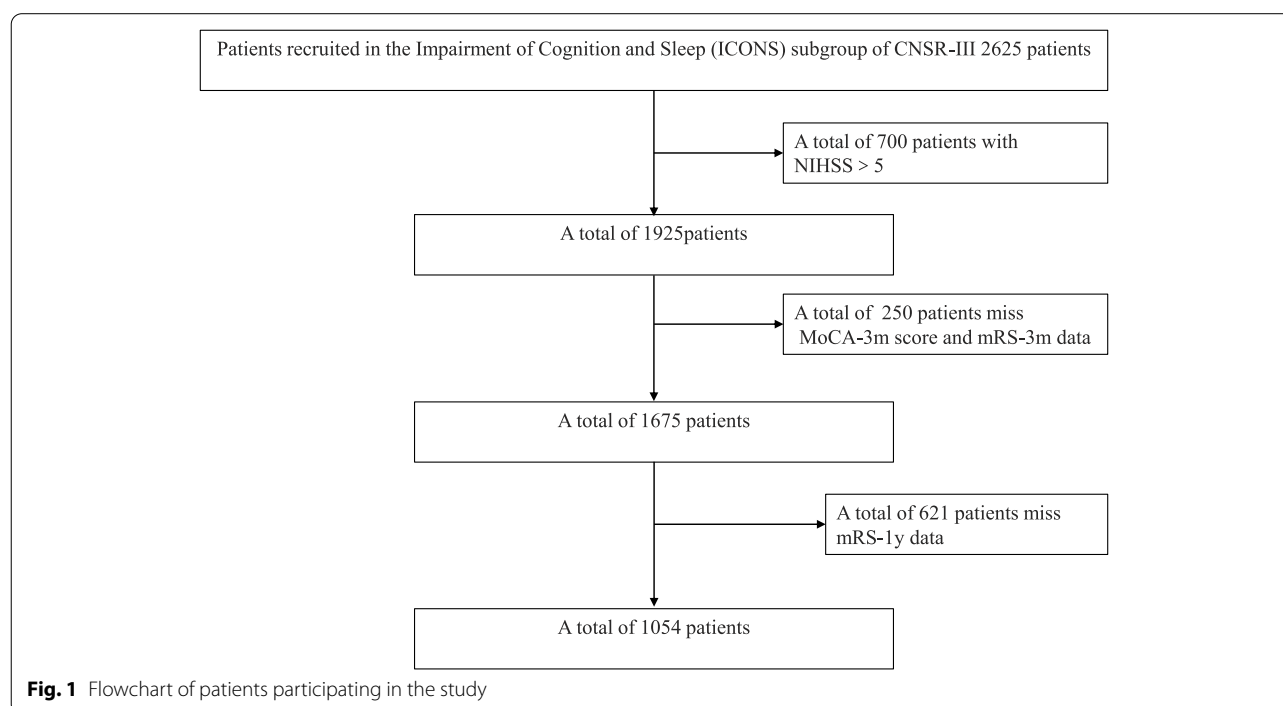 Patients recruited in the Impairment of Cognition and Sleep (ICONS) subgroup of CNSR-III 2625 patients
A total of 700 patients with
NIHSS > 5
A total of 1925patients
A total of  250 patients miss
MoCA-3m score and mRS-3m data
A total of 1675 patients
A total of 621 patients miss
mRS-1y data
A total of 1054 patients
Fig. 1 Flowchart of patients participating in the study